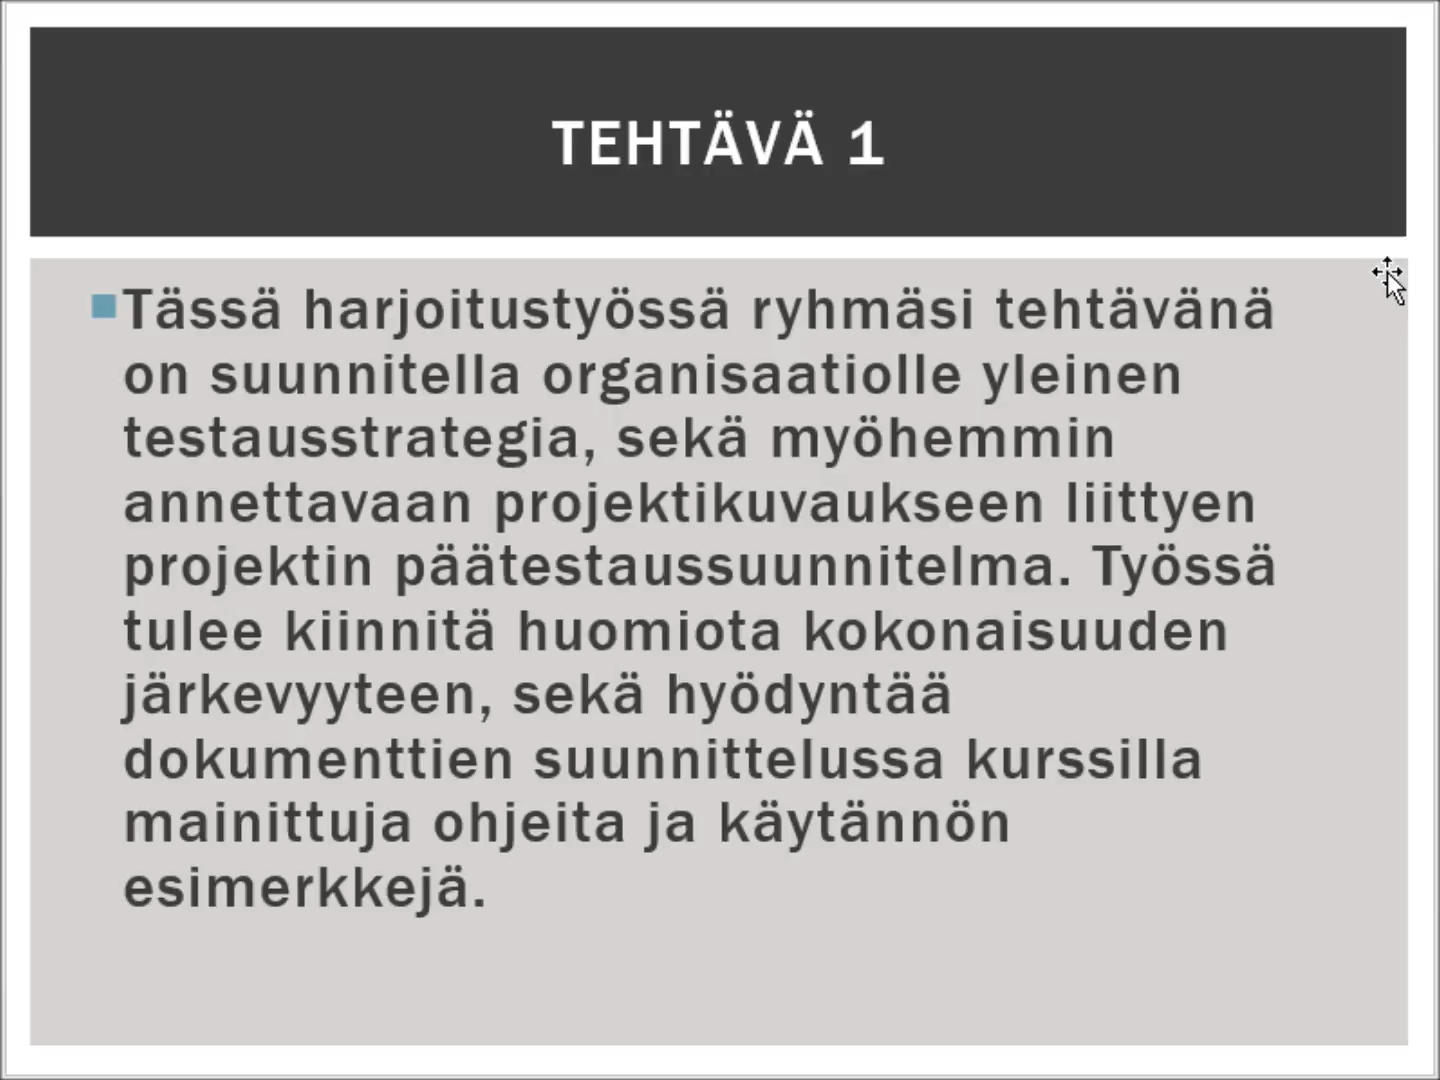 TEHTÄVÄ 1
Tässä harjoitustyössä ryhmäsi tehtävänä
on suunnitella organisaatiolle yleinen
testausstrategia, sekä myöhemmin
annettavaan projektikuvaukseen liittyen
projektin päätestaussuunnitelma. Työssä
tulee kiinnitä huomiota kokonaisuuden
järkevyyteen, sekä hyödyntää
dokumenttien suunnittelussa kurssilla
mainittuja ohjeita ja käytännön
esimerkkejä.